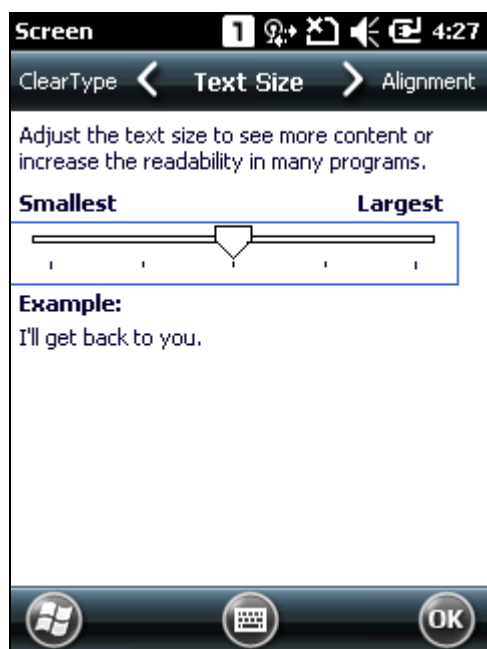 Screen 1 4:27
ClearType Text Size Alignment
Adjust the text size to see more content or
increase the readability in many programs.
Smallest Largest
Example:
I'll get back to you.
OK